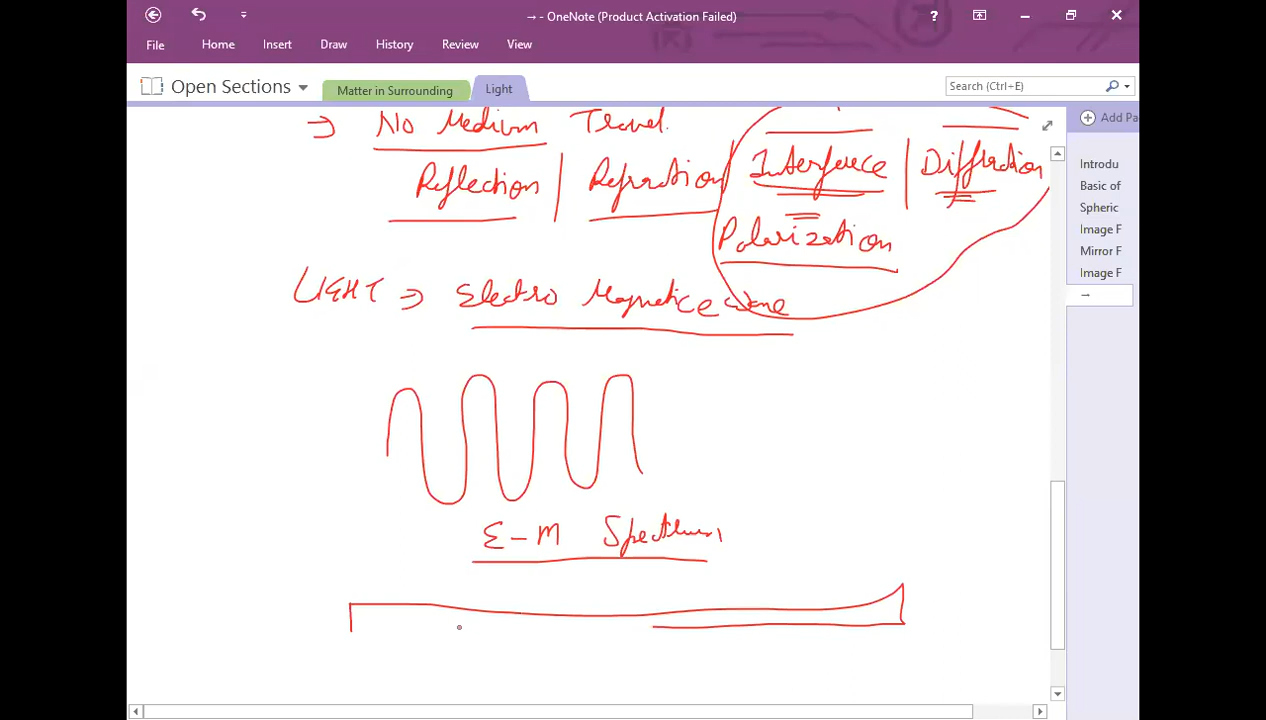 → - OneNote (Product Activation Failed)
?
File Home Insert Draw History Review View
Open Sections Matter in Surrounding Light Search (Ctrl+E)
⇒ No Medium Travel.
Add Pa
Reflection | Refraction | Interference | Diffraction
Polarization
LIGHT ⇒ Electro Magnetice wave
E-M Spectrum
Introdu
Basic of
Spheric
Image F
Mirror F
Image F
→